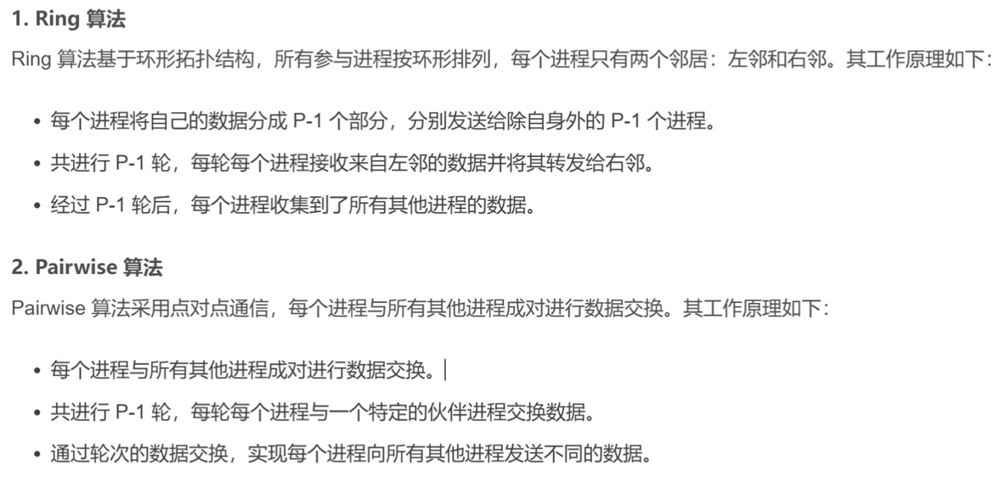 1. Ring 算法
Ring 算法基于环形拓扑结构，所有参与进程按环形排列，每个进程只有两个邻居：左邻和右邻。其工作原理如下：
• 每个进程将自己的数据分成 P-1 个部分，分别发送给除自身外的 P-1 个进程。
• 共进行 P-1 轮，每轮每个进程接收来自左邻的数据并将其转发给右邻。
• 经过 P-1 轮后，每个进程收集到了所有其他进程的数据。
2. Pairwise 算法
Pairwise 算法采用点对点通信，每个进程与所有其他进程成对进行数据交换。其工作原理如下：
• 每个进程与所有其他进程成对进行数据交换。
• 共进行 P-1 轮，每轮每个进程与一个特定的伙伴进程交换数据。
• 通过轮次的数据交换，实现每个进程向所有其他进程发送不同的数据。